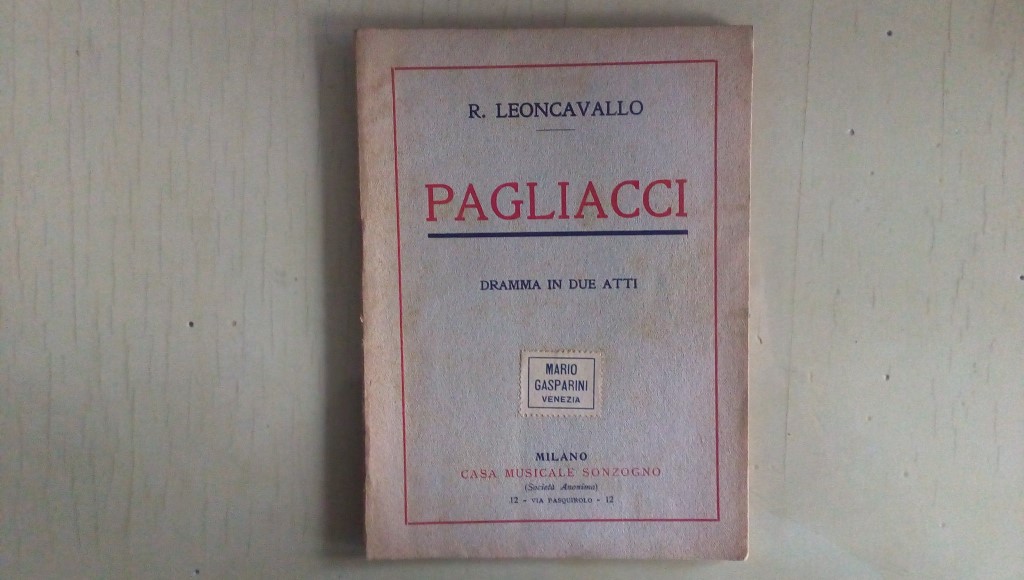 R. LEONCAVALLO
PAGLIACCI
DRAMMA IN DUE ATTI
MARIO
GASPARINI
VENEZIA
MILANO
CASA MUSICALE SONZOGNO
(Società Anonima)
12 - VIA PASQUIROLO - 12